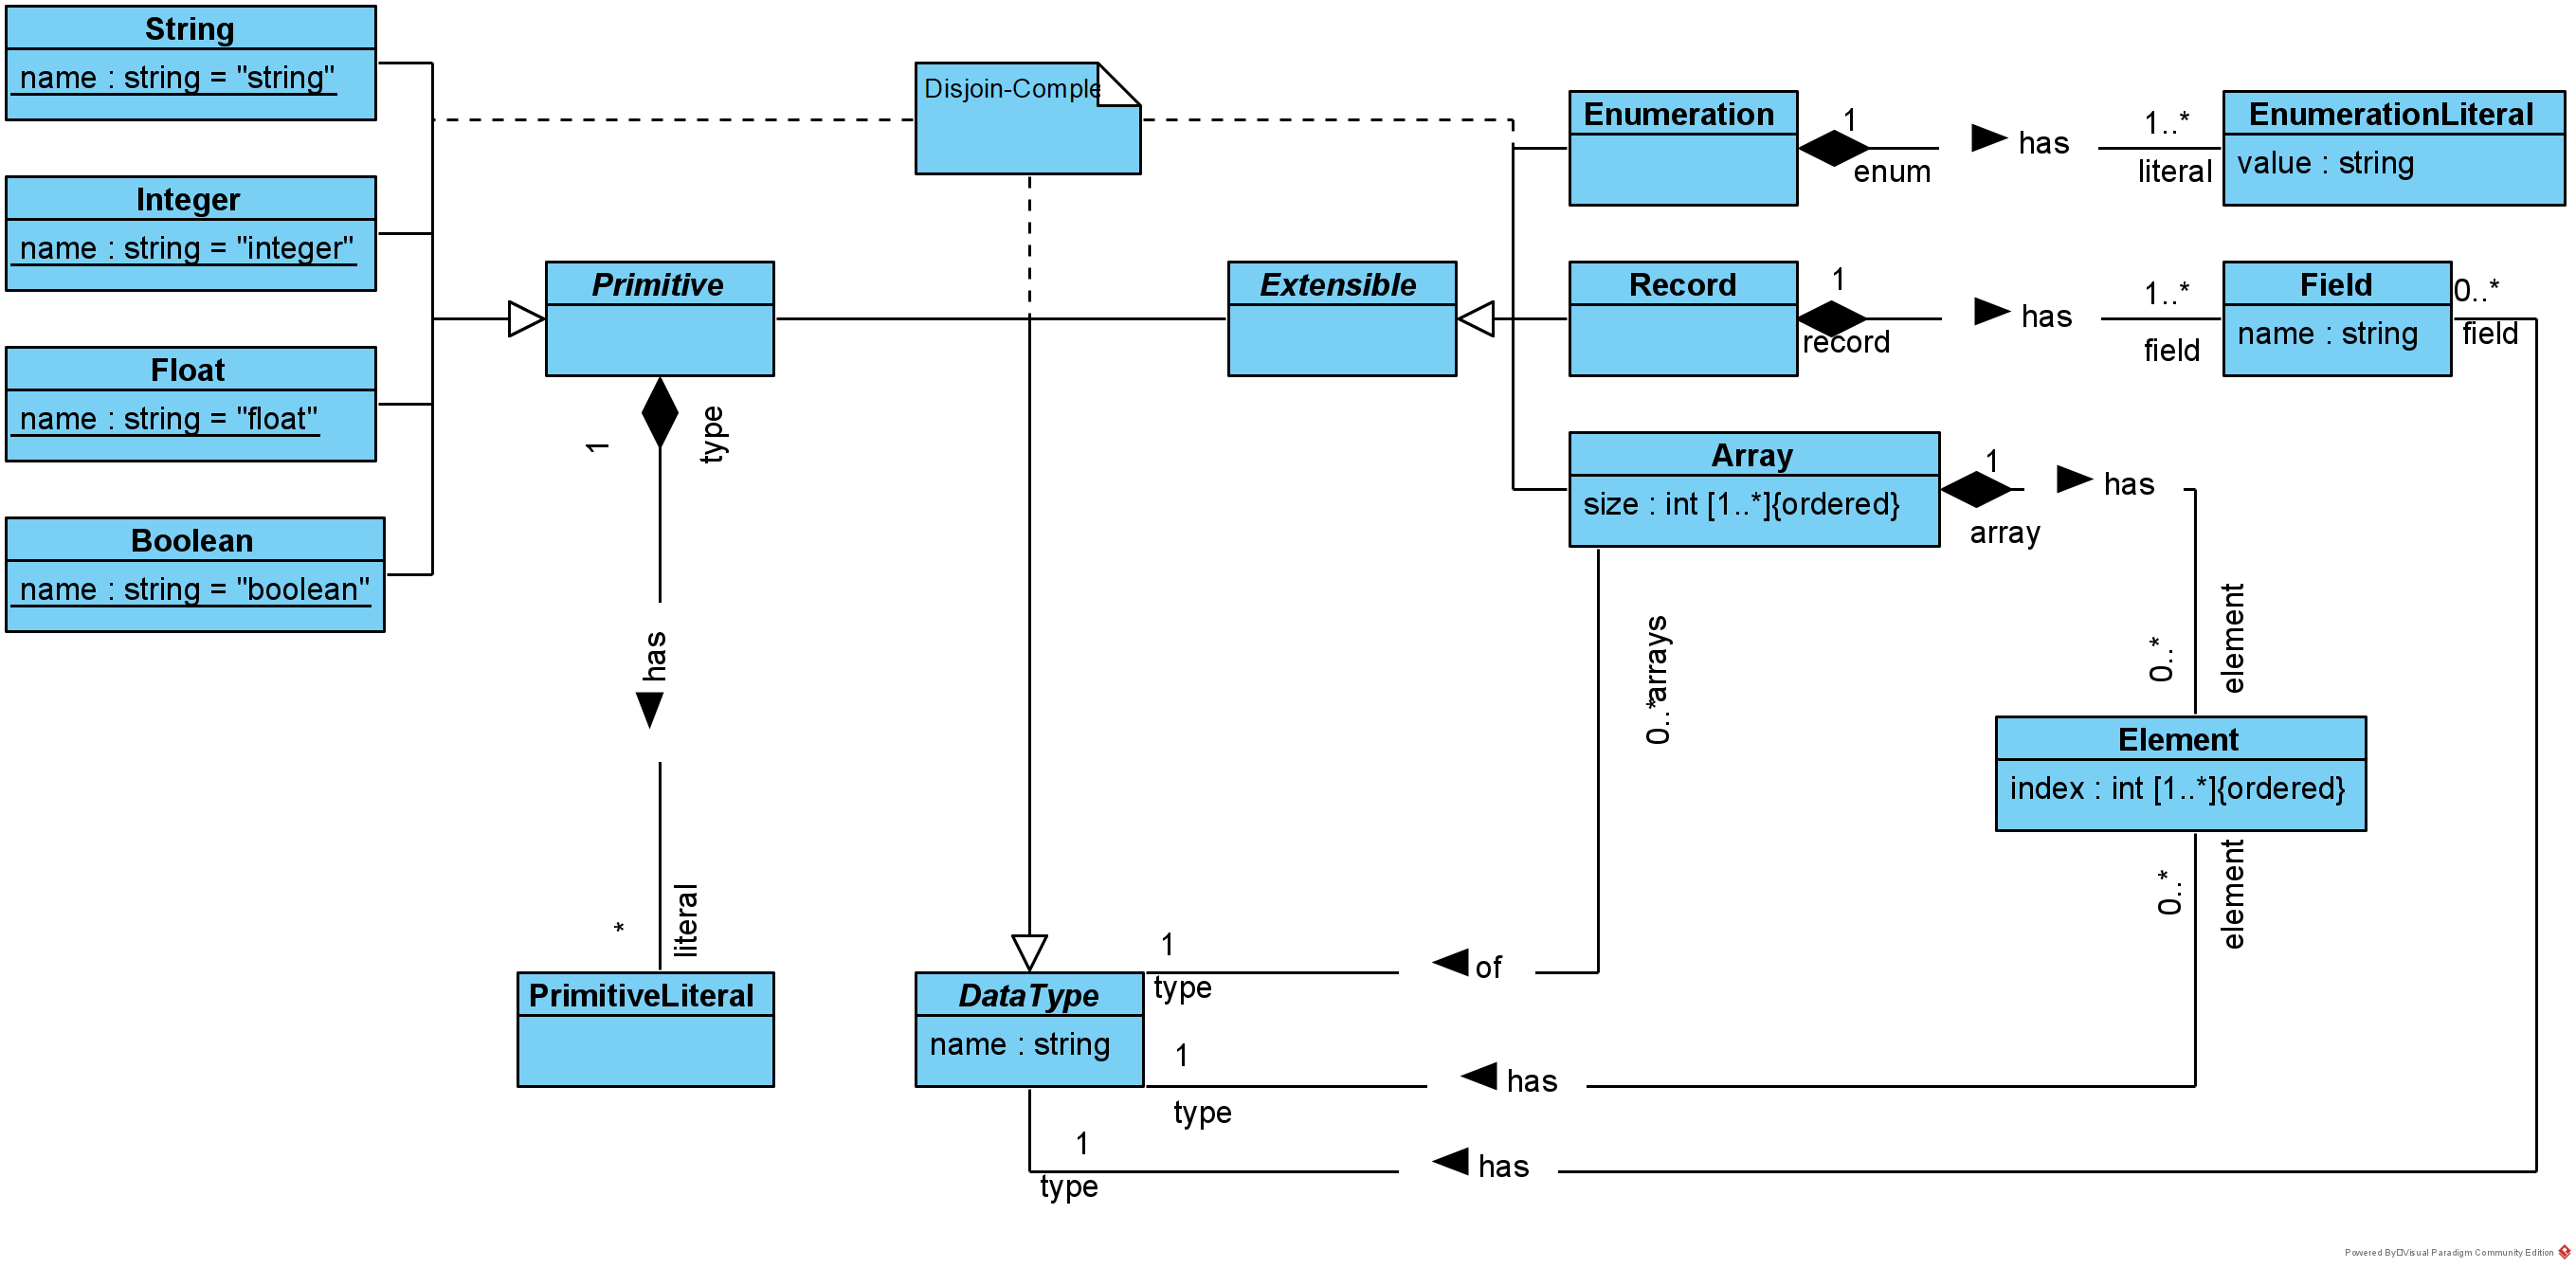 String
name : string = "string"
Integer
name : string = "integer"
Float
name : string = "float"
Boolean
name : string = "boolean"
Disjoin-Comple
Primitive
1
type
has
*
literal
PrimitiveLiteral
Extensible
Enumeration
1
enum
has
1..*
literal
EnumerationLiteral
value : string
Record
1
record
has
1..*
field
Field
name : string
0..*
field
Array
size : int [1..*]{ordered}
1
array
has
0..*
element
0..*
arrays
Element
index : int [1..*]{ordered}
0..*
element
DataType
name : string
1
type
of
1
type
has
1
type
has
Powered By Visual Paradigm Community Edition